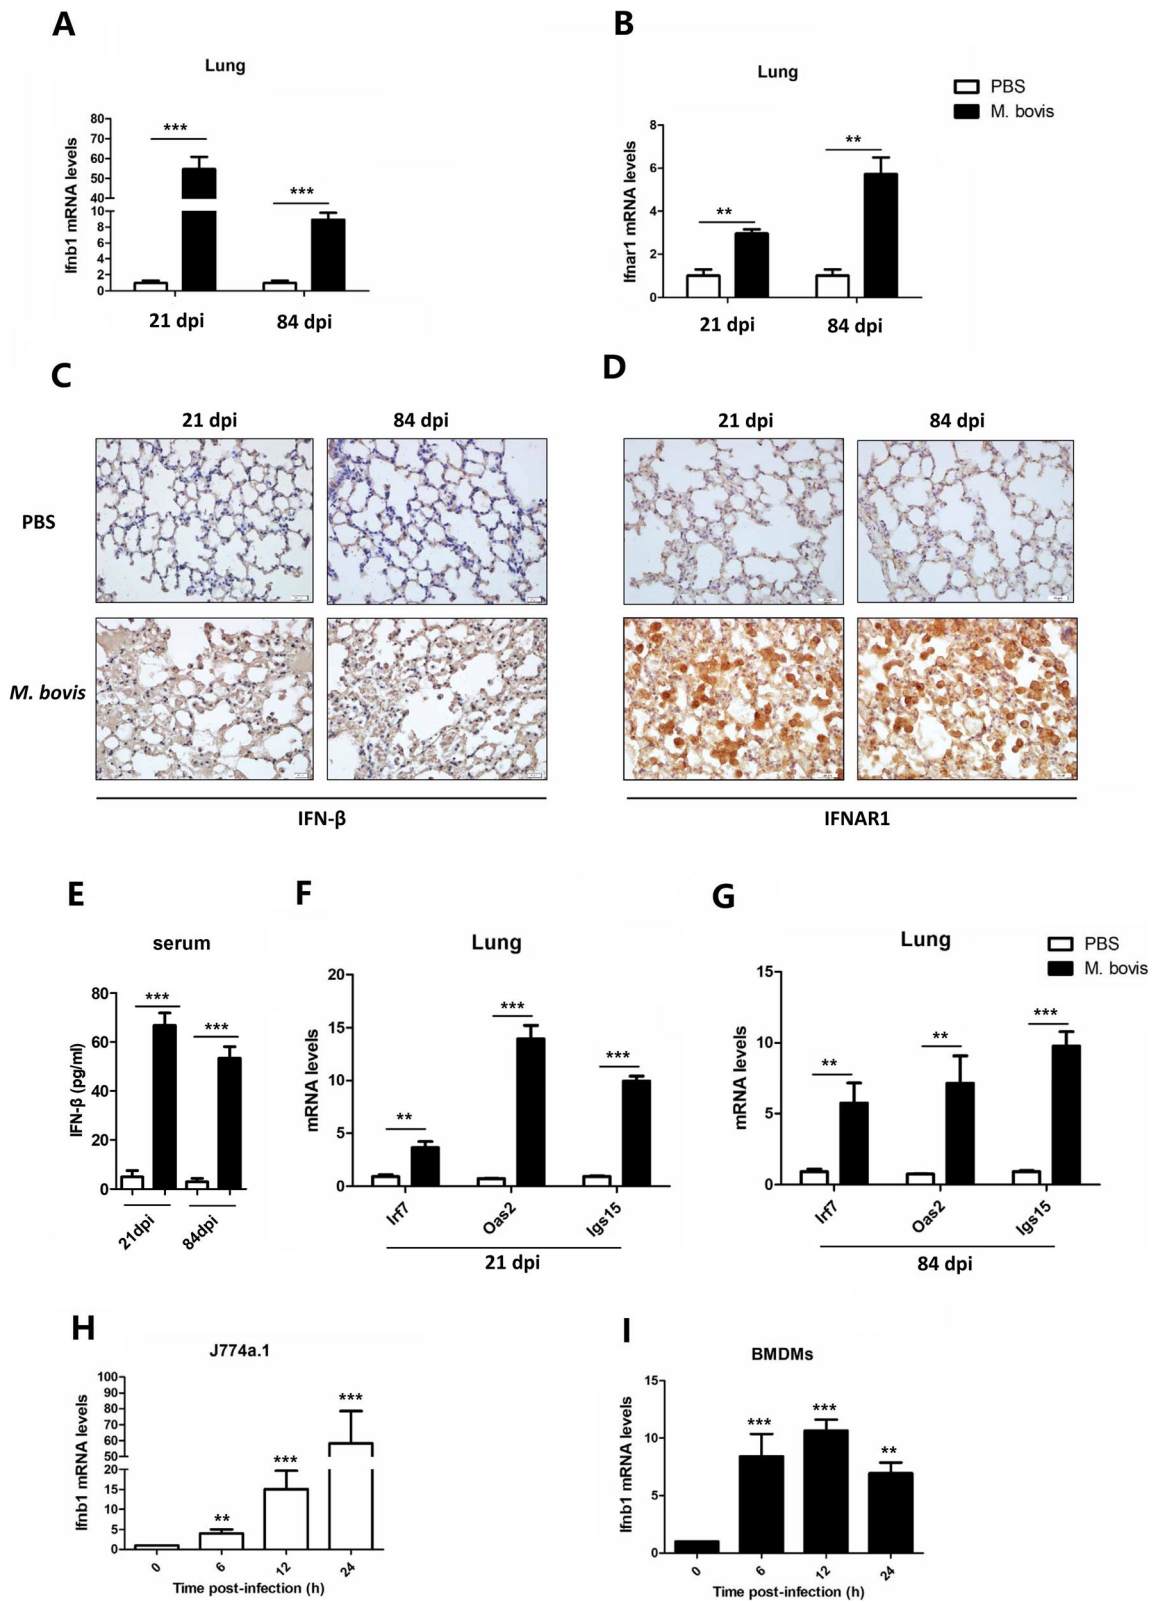 A
B
Lung
Lung
PBS
M. bovis
Ifnb1 mRNA levels
80
70
60
50
40
10
8
6
4
2
0
***
***
21 dpi
84 dpi
Ifnar1 mRNA levels
8
6
4
2
0
**
**
21 dpi
84 dpi
C
D
21 dpi
84 dpi
21 dpi
84 dpi
PBS
M. bovis
IFN-β
IFNAR1
E
F
G
serum
IFN-β (pg/ml)
80
60
40
20
0
***
***
21dpi
84dpi
Lung
mRNA levels
20
15
10
5
0
**
***
***
Irf7
Oas2
Igs15
21 dpi
Lung
PBS
M. bovis
mRNA levels
15
10
5
0
**
**
***
Irf7
Oas2
Igs15
84 dpi
H
I
J774a.1
Ifnb1 mRNA levels
100
90
80
70
60
50
20
15
10
5
0
**
***
***
0
6
12
24
Time post-infection (h)
BMDMs
Ifnb1 mRNA levels
15
10
5
0
***
***
**
0
6
12
24
Time post-infection (h)